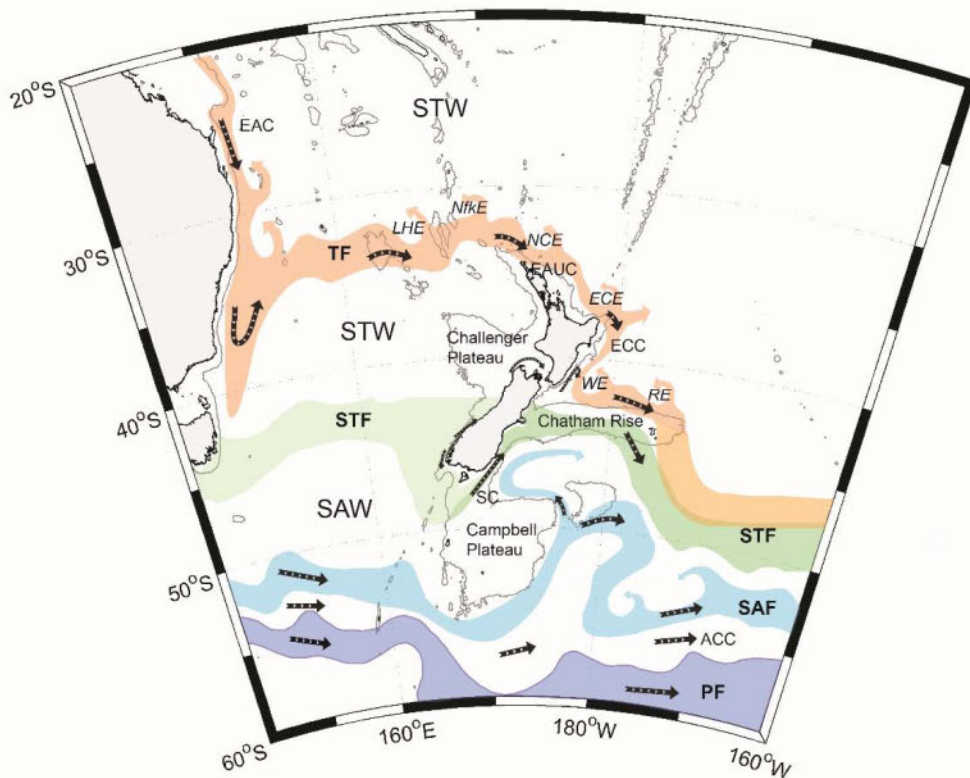 20°S
EAC
STW
30°S
LHE
NfkE
TF
NCE
EAUC
STW
ECE
Challenger
Plateau
ECC
40°S
WE
RE
STF
Chatham Rise
SAW
SC
Campbell
Plateau
STF
50°S
SAF
ACC
PF
60°S
160°E
180°W
160°W